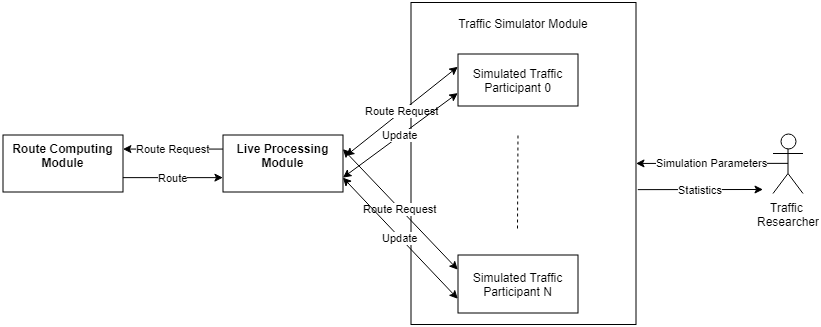 Traffic Simulator Module
Simulated Traffic
Participant 0
Route Request
Update
Route Computing
Module
Route Request
Route
Live Processing
Module
Simulation Parameters
Statistics
Traffic
Researcher
Route Request
Update
Simulated Traffic
Participant N